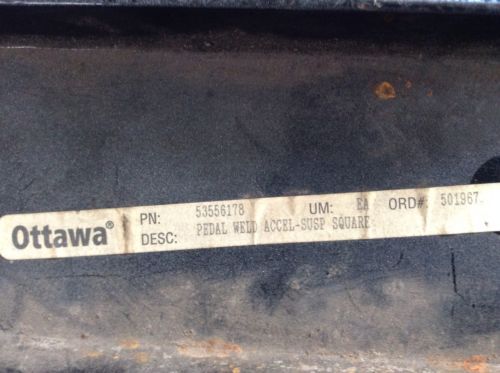 Ottawa®
PN: 53556178 UM: EA ORD# 501967
DESC: PEDAL WELD ACCEL-SUSP SQUARE